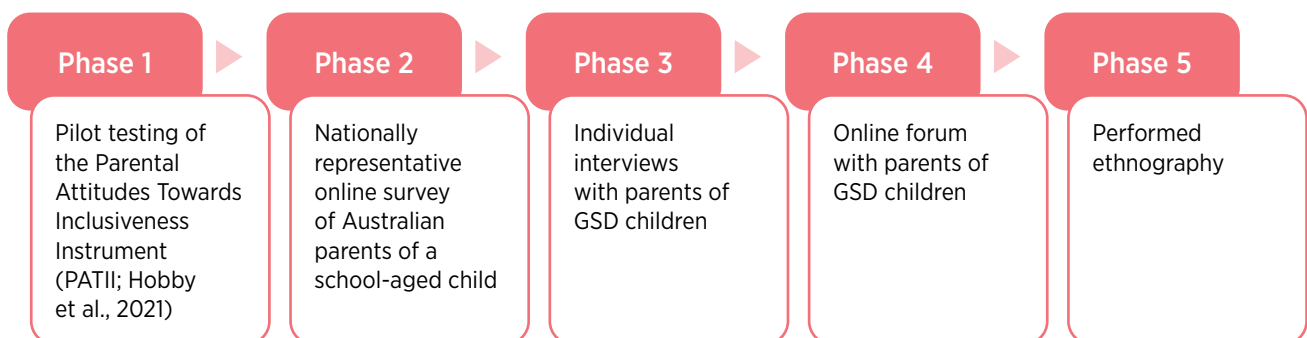 Phase 1
Pilot testing of
the Parental
Attitudes Towards
Inclusiveness
Instrument
(PATII; Hobby
et al., 2021)
Phase 2
Nationally
representative
online survey
of Australian
parents of a
school-aged child
Phase 3
Individual
interviews
with parents of
GSD children
Phase 4
Online forum
with parents of
GSD children
Phase 5
Performed
ethnography